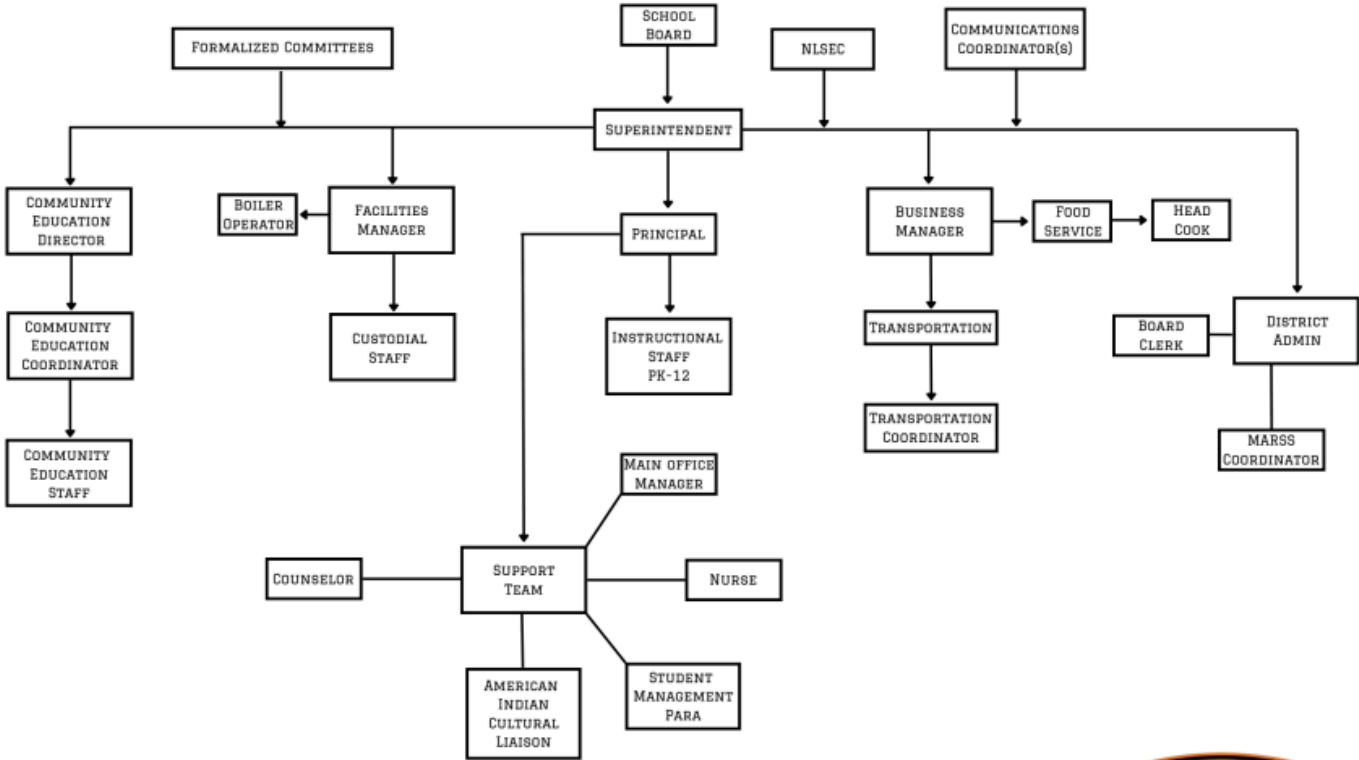 SCHOOL
BOARD
FORMALIZED COMMITTEES
NLSEC
COMMUNICATIONS
COORDINATOR(S)
SUPERINTENDENT
COMMUNITY
EDUCATION
DIRECTOR
BOILER
OPERATOR
FACILITIES
MANAGER
PRINCIPAL
BUSINESS
MANAGER
FOOD
SERVICE
HEAD
COOK
COMMUNITY
EDUCATION
COORDINATOR
CUSTODIAL
STAFF
INSTRUCTIONAL
STAFF
PK-12
TRANSPORTATION
BOARD
CLERK
DISTRICT
ADMIN
TRANSPORTATION
COORDINATOR
MARSS
COORDINATOR
COMMUNITY
EDUCATION
STAFF
MAIN OFFICE
MANAGER
COUNSELOR
SUPPORT
TEAM
NURSE
AMERICAN
INDIAN
CULTURAL
LIAISON
STUDENT
MANAGEMENT
PARA